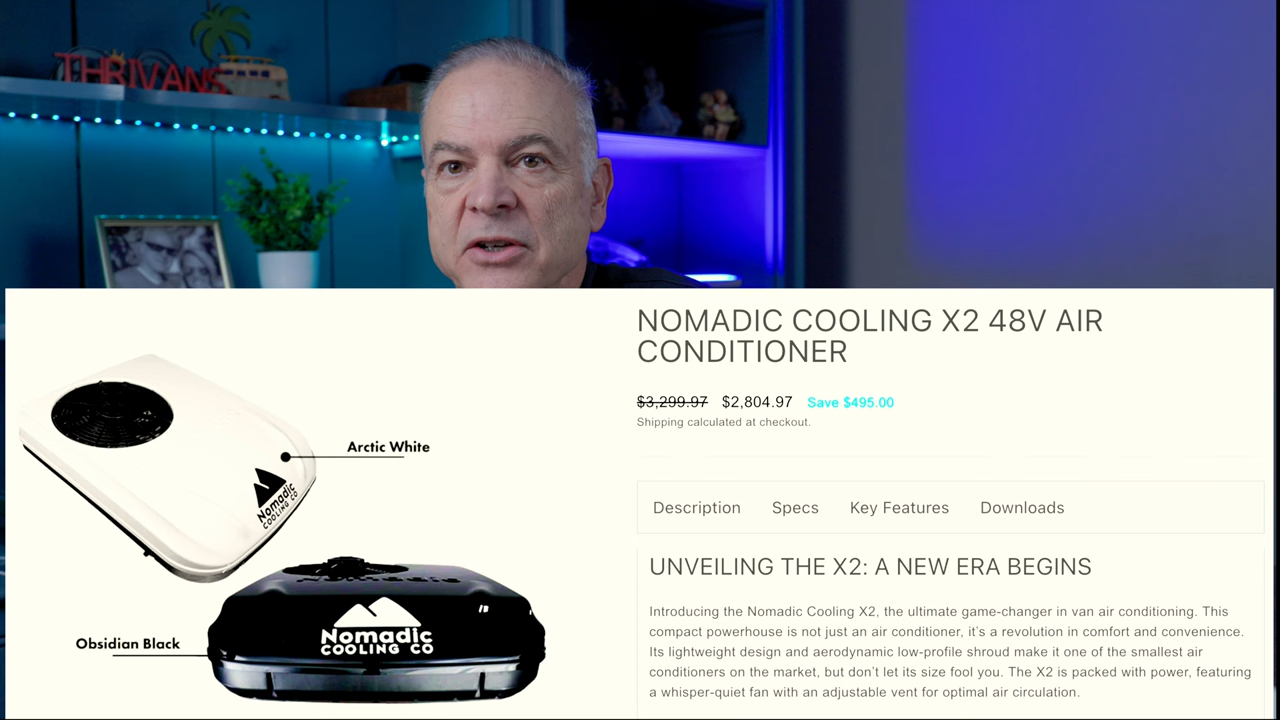 THRIVANS
NOMADIC COOLING X2 48V AIR
CONDITIONER
$3,299.97 $2,804.97 Save $495.00
Shipping calculated at checkout.
Arctic White
Nomadic
COOLING CO
Description Specs Key Features Downloads
UNVEILING THE X2: A NEW ERA BEGINS
Introducing the Nomadic Cooling X2, the ultimate game-changer in van air conditioning. This
compact powerhouse is not just an air conditioner, it's a revolution in comfort and convenience.
Its lightweight design and aerodynamic low-profile shroud make it one of the smallest air
conditioners on the market, but don't let its size fool you. The X2 is packed with power, featuring
a whisper-quiet fan with an adjustable vent for optimal air circulation.
Obsidian Black
Nomadic
COOLING CO